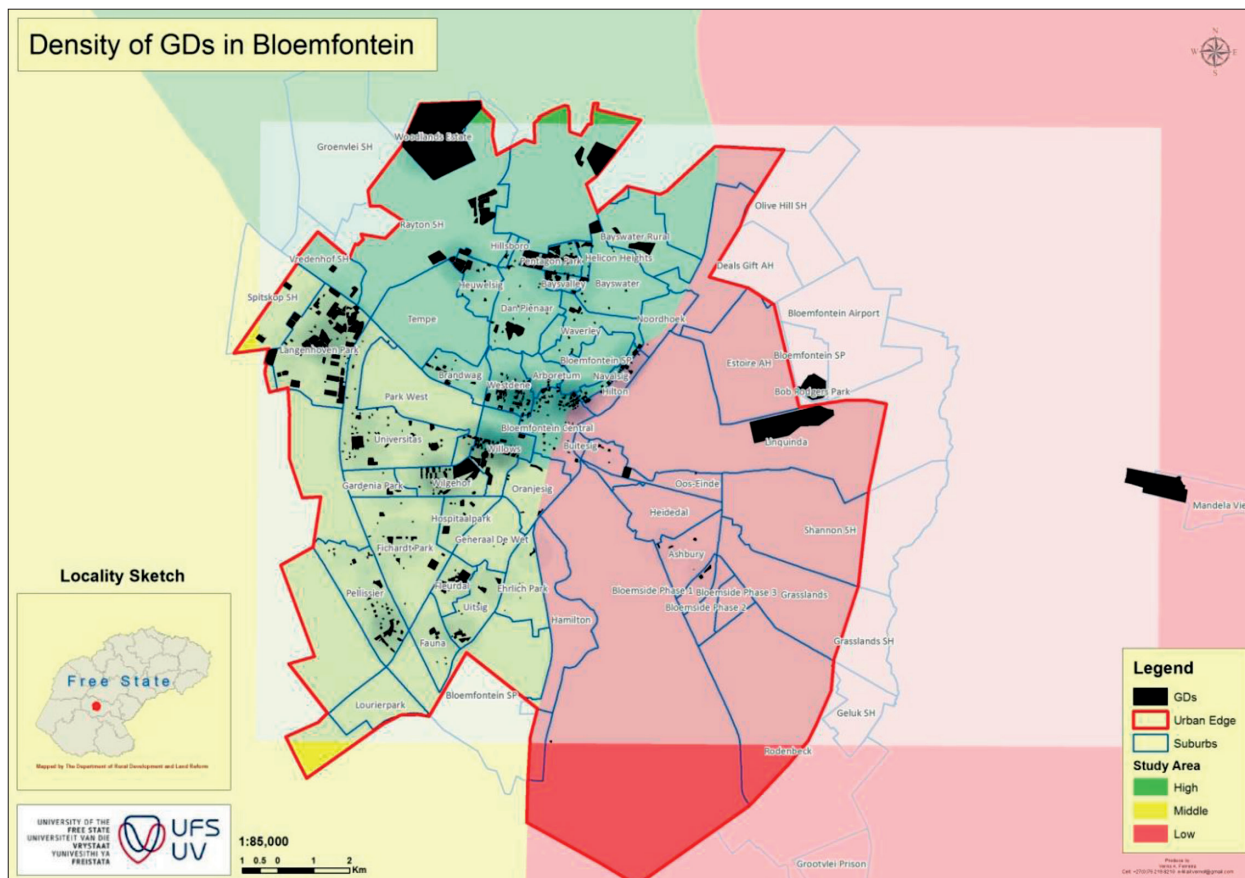 Density of GDs in Bloemfontein
N
W
E
S
Woodlands Estate
Groenvlei SH
Rayton SH
Olive Hill SH
Hillsboro
Bayswater Rural
Pentagon Park
Helicon Heights
Vredenhof SH
Deals Gift AH
Heuwelsig
Baysvalley
Bayswater
Spitskop SH
Dan Pienaar
Bloemfontein Airport
Tempe
Noordhoek
Waverley
Langenhoven Park
Bloemfontein SP
Bloemfontein SP
Estoire AH
Brandwag
Westdene
Arboretum
Navalsig
Hilton
Bob Rodgers Park
Park West
Bloemfontein Central
Linquinda
Universitas
Willows
Buitesig
Gardenia Park
Wilgehof
Oranjesig
Oos-Einde
Mandela Vie
Heidedal
Hospitaalpark
Shannon SH
Generaal De Wet
Fichardt Park
Ashbury
Fleurdal
Ehrlich Park
Bloemside Phase 1
Bloemside Phase 3
Grasslands
Pellissier
Uitsig
Bloemside Phase 2
Hamilton
Fauna
Grasslands SH
Bloemfontein SP
Lourierpark
Geluk SH
Rodenbeck
Grootvlei Prison
Locality Sketch
Free State
Mapped by The Department of Rural Development and Land Reform
UNIVERSITY OF THE
FREE STATE
UNIVERSITEIT VAN DIE
VRYSTAAT
YUNIVESITHI YA
FREISTATA
UFS
UV
1:85,000
1 0.5 0 1 2
Km
Legend
GDs
Urban Edge
Suburbs
Study Area
High
Middle
Low